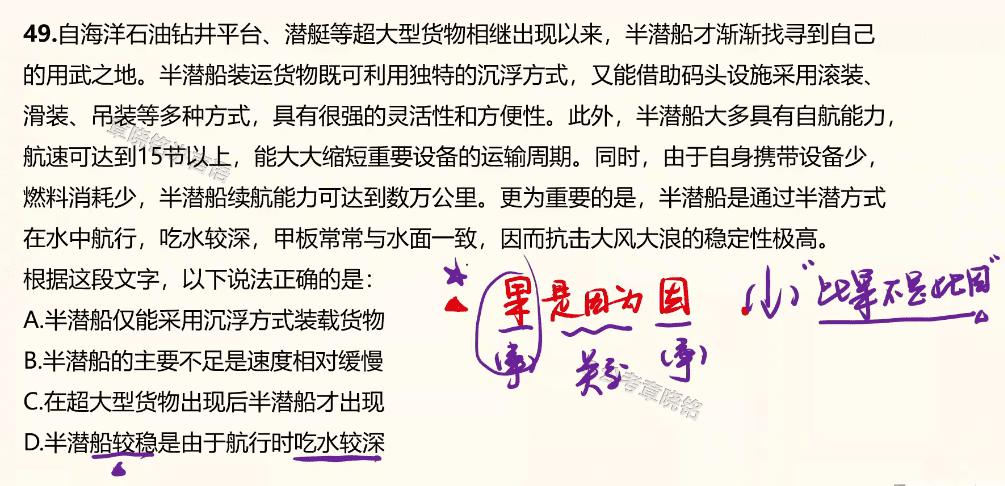 49.自海洋石油钻井平台、潜艇等超大型货物相继出现以来，半潜船才渐渐找寻到自己
的用武之地。半潜船装运货物既可利用独特的沉浮方式，又能借助码头设施采用滚装、
滑装、吊装等多种方式，具有很强的灵活性和方便性。此外，半潜船大多具有自航能力，
航速可达到15节以上，能大大缩短重要设备的运输周期。同时，由于自身携带设备少，
燃料消耗少，半潜船续航能力可达到数万公里。更为重要的是，半潜船是通过半潜方式
在水中航行，吃水较深，甲板常常与水面一致，因而抗击大风大浪的稳定性极高。
根据这段文字，以下说法正确的是：
果是因为因
"此果不是此因"
A.半潜船仅能采用沉浮方式装载货物
B.半潜船的主要不足是速度相对缓慢
(事) 关系 (事)
C.在超大型货物出现后半潜船才出现
D.半潜船较稳是由于航行时吃水较深
章晓铭
考章晓铭